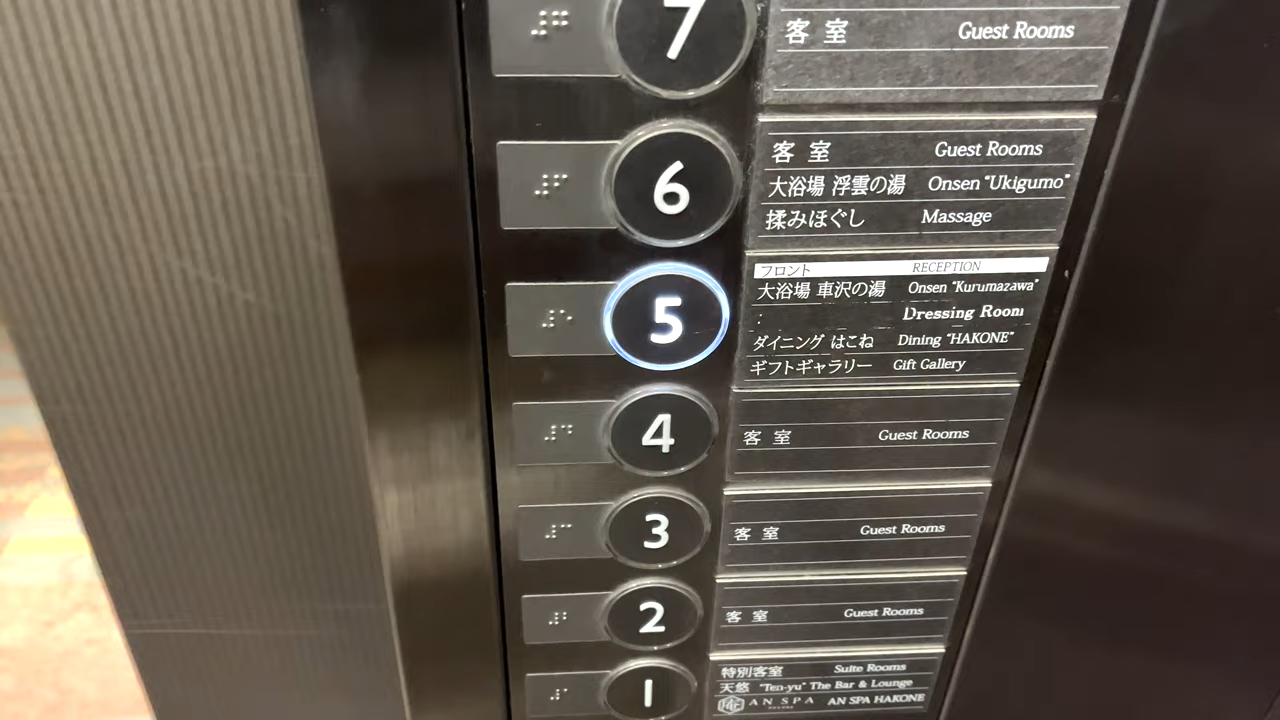 7 客室 Guest Rooms
6 客室 Guest Rooms
大浴場 浮雲の湯 Onsen "Ukigumo"
揉みほぐし Massage
フロント RECEPTION
大浴場 車沢の湯 Onsen "Kurumazawa"
5 Dressing Room
ダイニング はこね Dining "HAKONE"
ギフトギャラリー Gift Gallery
4 客室 Guest Rooms
3 客室 Guest Rooms
2 客室 Guest Rooms
特別客室 Suite Rooms
1 天悠 "Ten-yu" The Bar & Lounge
AN SPA AN SPA HAKONE